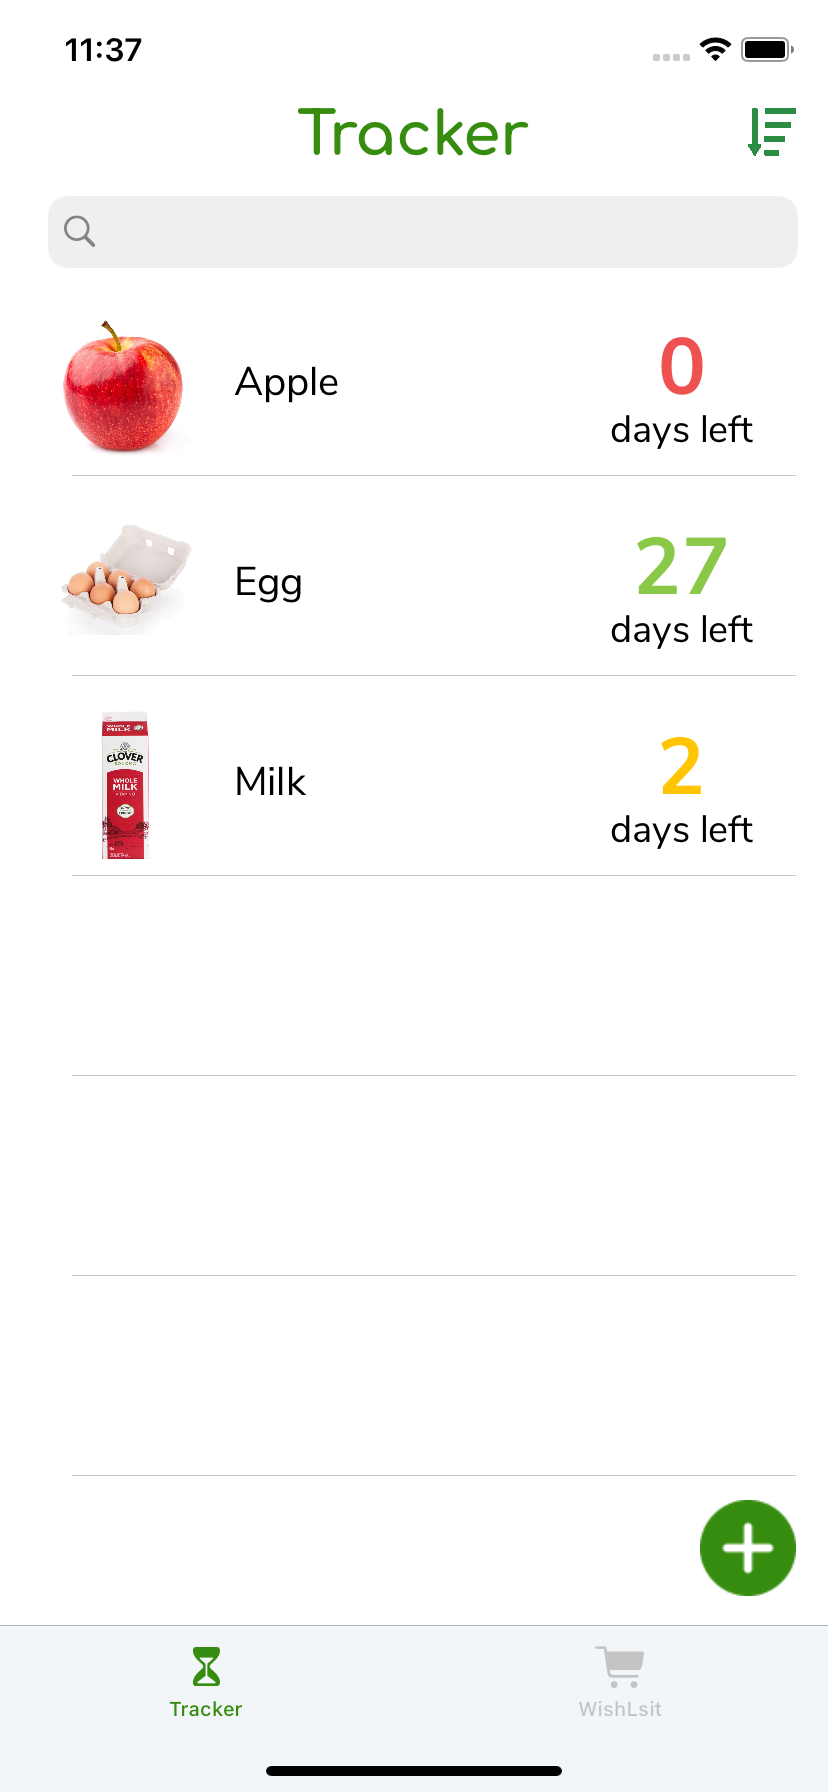 11:37
Tracker
Apple
0
days left
Egg
27
days left
WHOLE
MILK
CLOVER
SONOMA
WHOLE
MILK
Milk
2
days left
Tracker
WishLsit